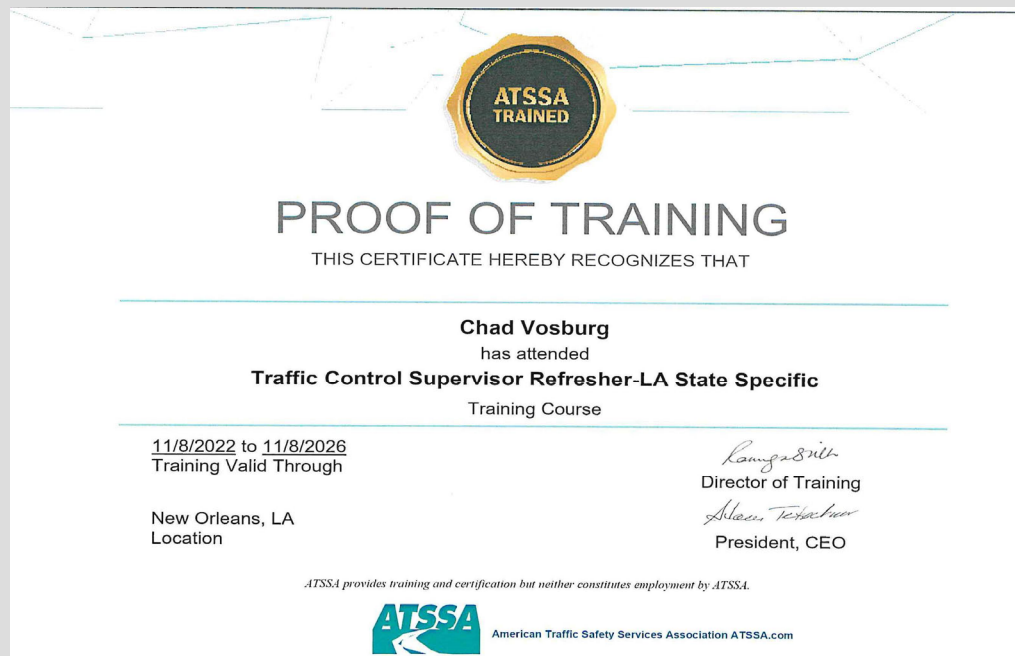 ATSSA
TRAINED
PROOF OF TRAINING
THIS CERTIFICATE HEREBY RECOGNIZES THAT
Chad Vosburg
has attended
Traffic Control Supervisor Refresher-LA State Specific
Training Course
11/8/2022 to 11/8/2026
Training Valid Through
New Orleans, LA
Location
Director of Training
President, CEO
ATSSA provides training and certification but neither constitutes employment by ATSSA.
ATSSA
American Traffic Safety Services Association ATSSA.com